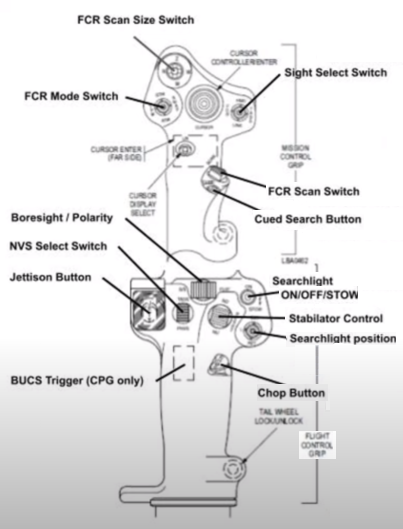 FCR Scan Size Switch
CURSOR
CONTROLLER/ENTER
Sight Select Switch
FCR Mode Switch
CURSOR
CURSOR ENTER
(FAR SIDE)
MISSION
CONTROL
GRIP
CURSOR
DISPLAY
SELECT
FCR Scan Switch
Cued Search Button
Boresight / Polarity
LBA0462
NVS Select Switch
Jettison Button
Searchlight
ON/OFF/STOW
Stabilator Control
Searchlight position
BUCS Trigger (CPG only)
Chop Button
TAIL WHEEL
LOCK/UNLOCK
FLIGHT
CONTROL
GRIP